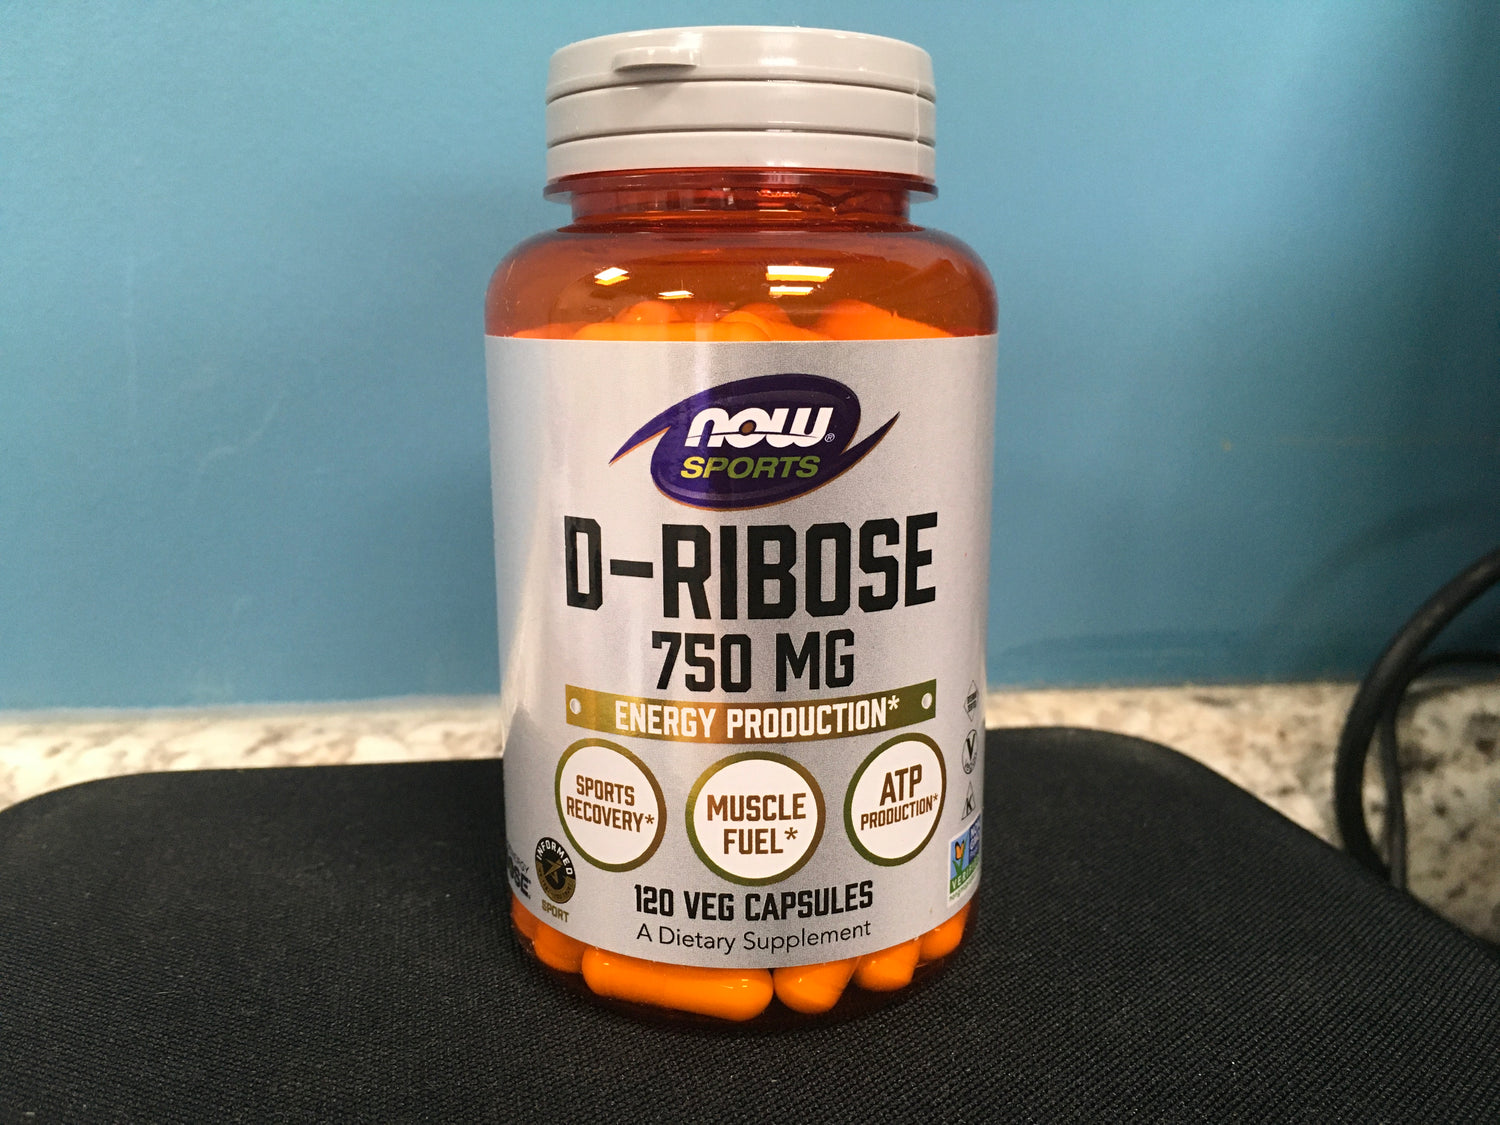 NOW®
SPORTS
D-RIBOSE
750 MG
ENERGY PRODUCTION*
SPORTS
RECOVERY*
MUSCLE
FUEL*
ATP
PRODUCTION*
INFORMED
SPORT
120 VEG CAPSULES
A Dietary Supplement
V
K